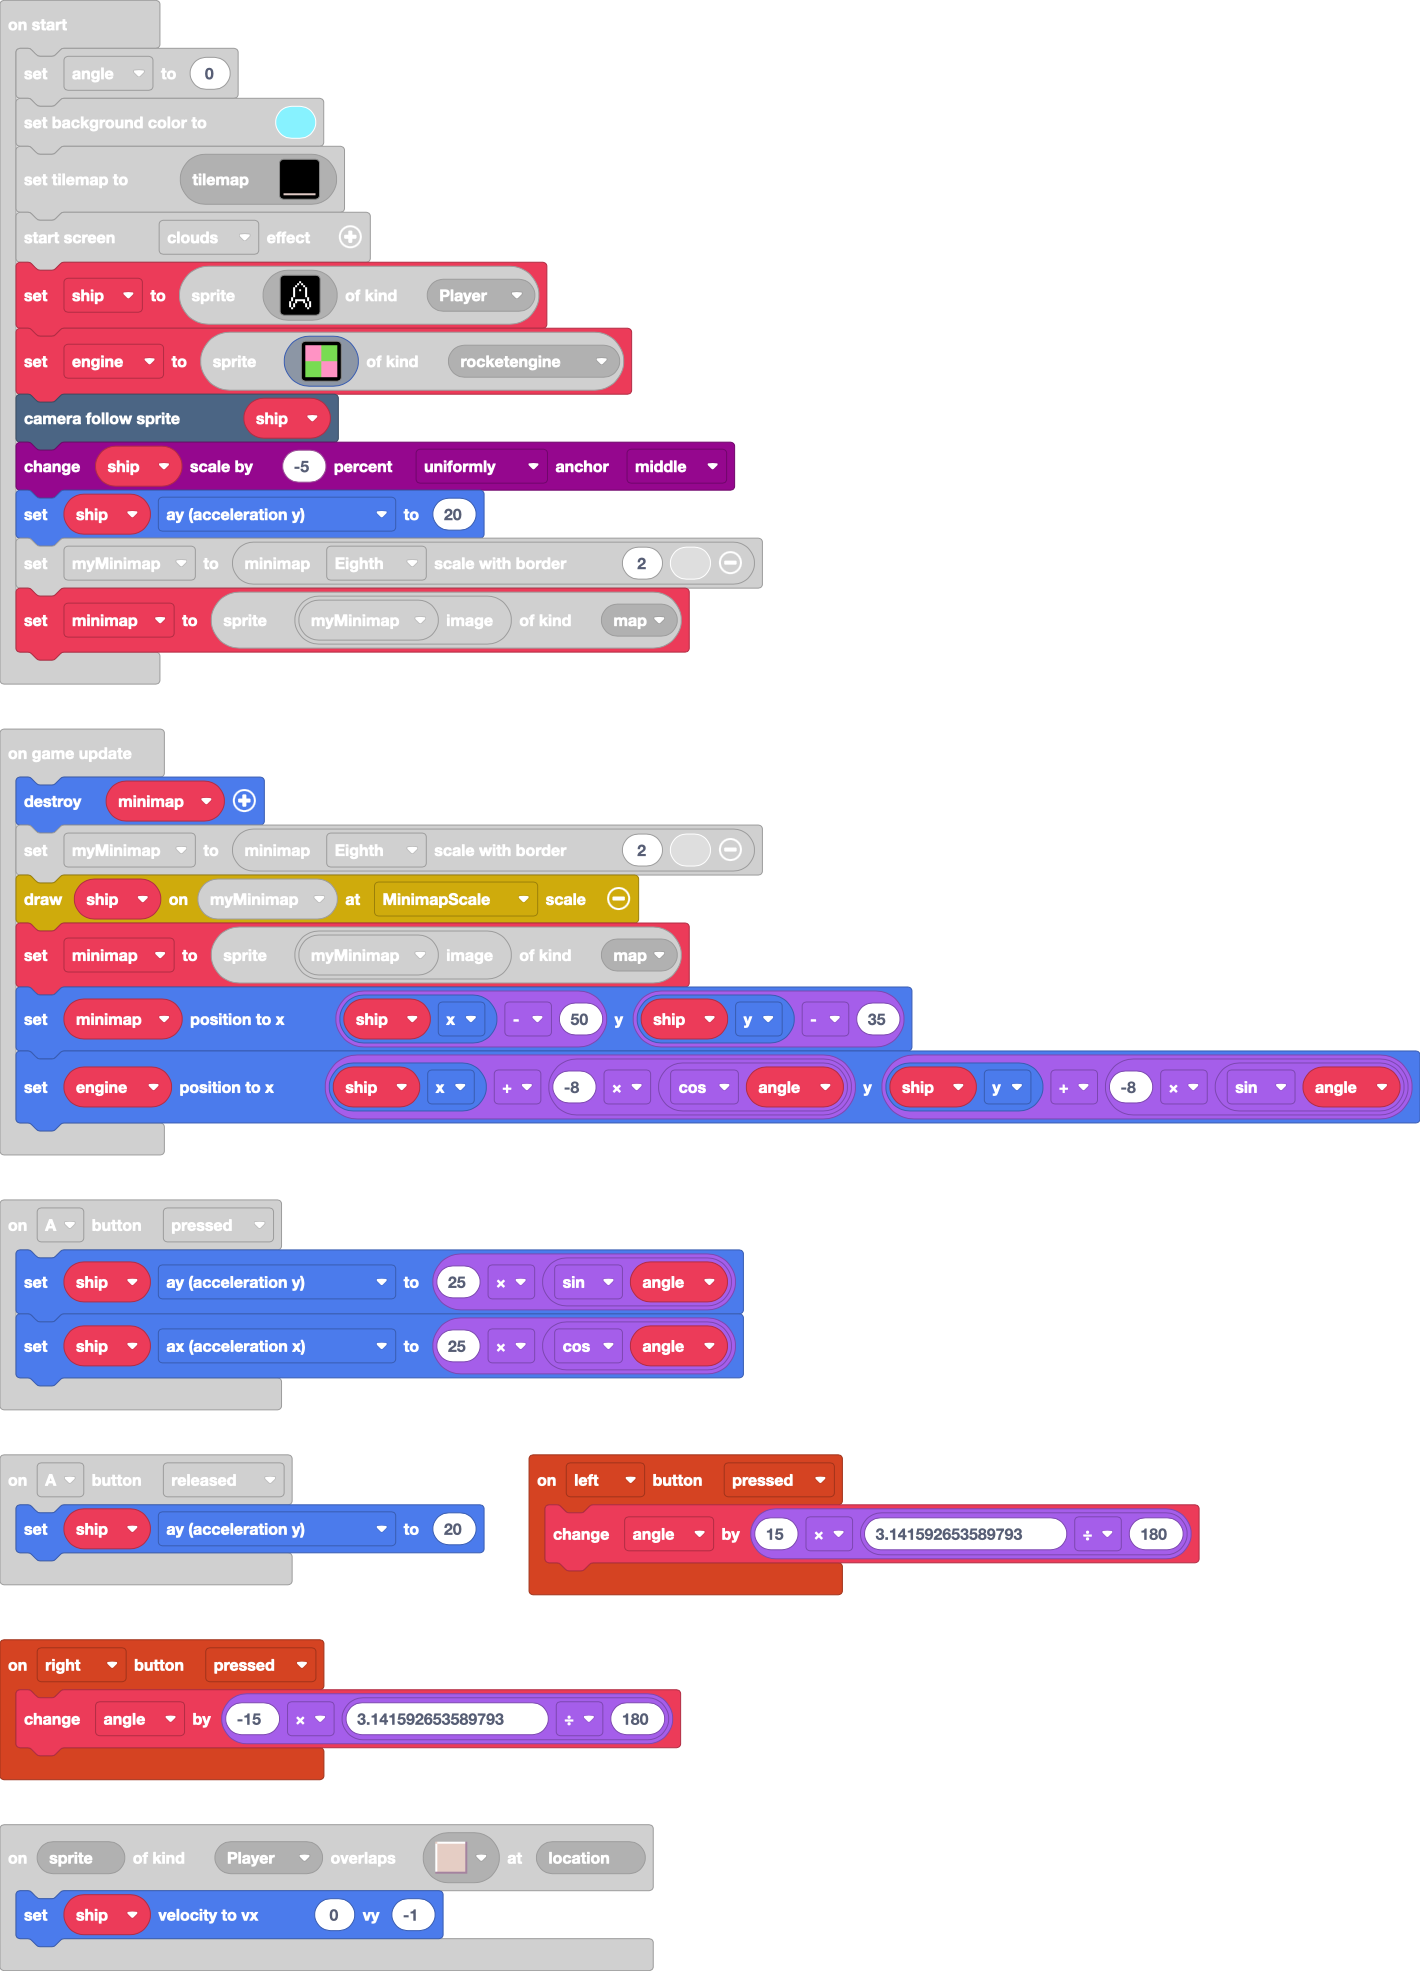 on start
set angle to 0
set background color to
set tilemap to tilemap
start screen clouds effect
set ship to sprite of kind Player
set engine to sprite of kind rocketengine
camera follow sprite ship
change ship scale by -5 percent uniformly anchor middle
set ship ay (acceleration y) to 20
set myMinimap to minimap Eighth scale with border 2
set minimap to sprite myMinimap image of kind map
on game update
destroy minimap
set myMinimap to minimap Eighth scale with border 2
draw ship on myMinimap at MinimapScale scale
set minimap to sprite myMinimap image of kind map
set minimap position to x ship x - 50 y ship y - 35
set engine position to x ship x + -8 × cos angle y ship y + -8 × sin angle
on A button pressed
set ship ay (acceleration y) to 25 × sin angle
set ship ax (acceleration x) to 25 × cos angle
on A button released
set ship ay (acceleration y) to 20
on left button pressed
change angle by 15 × 3.141592653589793 ÷ 180
on right button pressed
change angle by -15 × 3.141592653589793 ÷ 180
on sprite of kind Player overlaps at location
set ship velocity to vx 0 vy -1